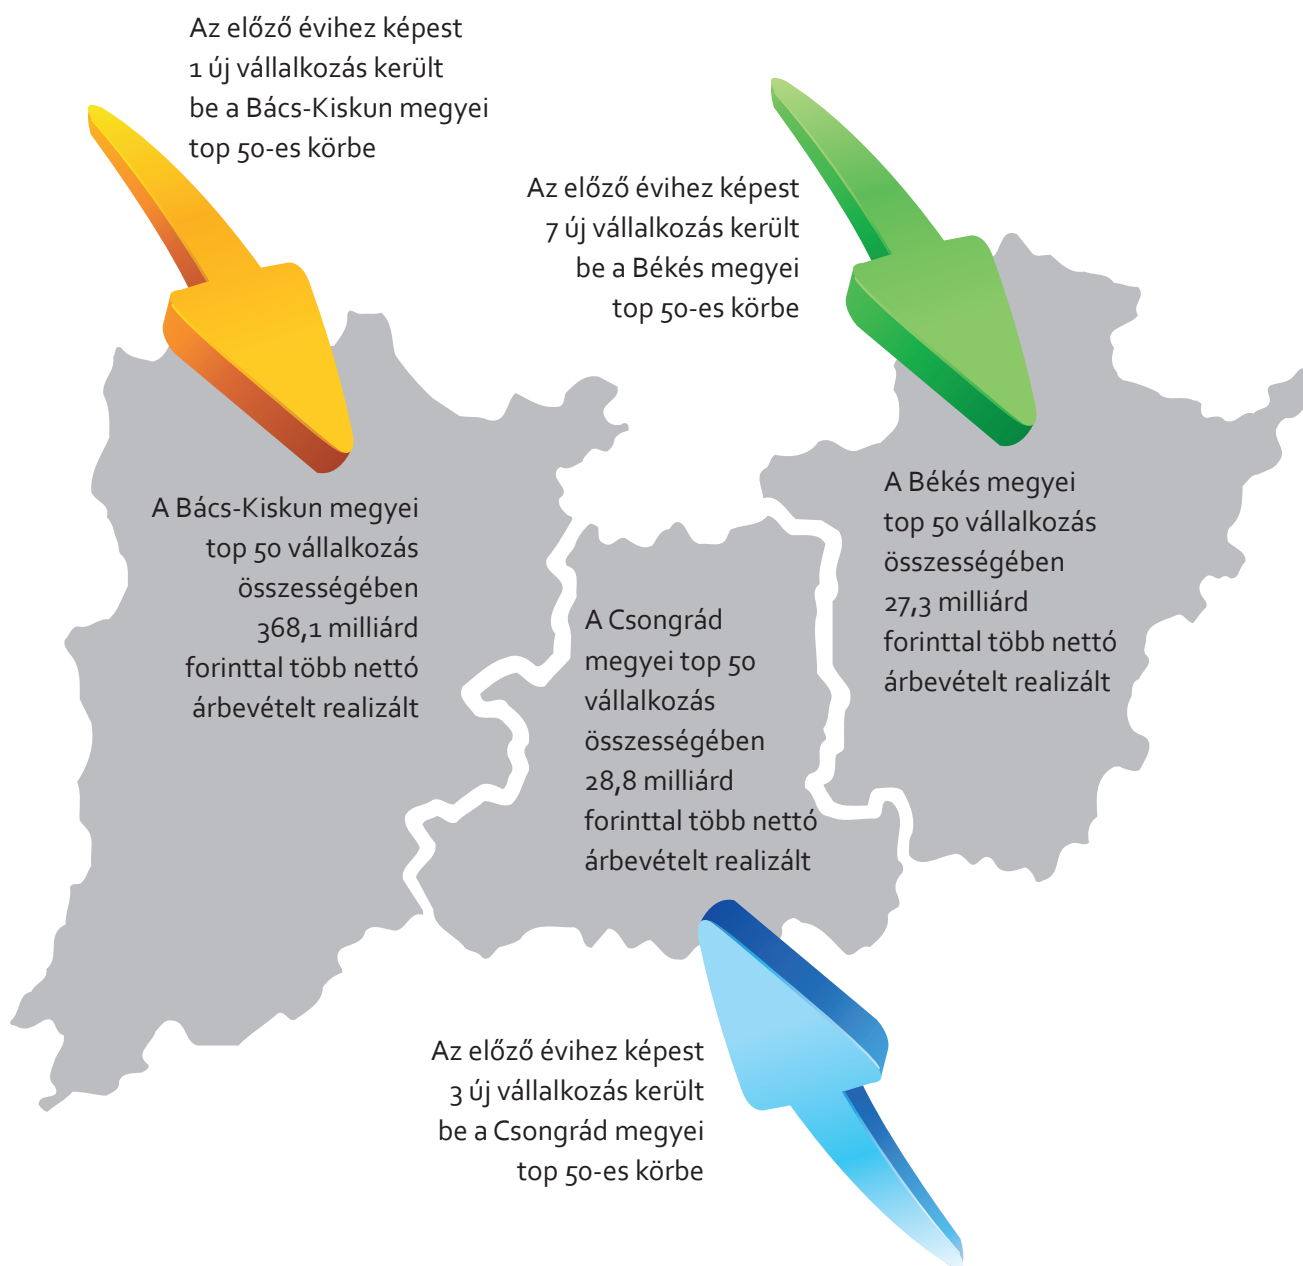 Az előző évihez képest
1 új vállalkozás került
be a Bács-Kiskun megyei
top 50-es körbe
Az előző évihez képest
7 új vállalkozás került
be a Békés megyei
top 50-es körbe
A Bács-Kiskun megyei
top 50 vállalkozás
összességében
368,1 milliárd
forinttal több nettó
árbevételt realizált
A Csongrád
megyei top 50
vállalkozás
összességében
28,8 milliárd
forinttal több nettó
árbevételt realizált
A Békés megyei
top 50 vállalkozás
összességében
27,3 milliárd
forinttal több nettó
árbevételt realizált
Az előző évihez képest
3 új vállalkozás került
be a Csongrád megyei
top 50-es körbe